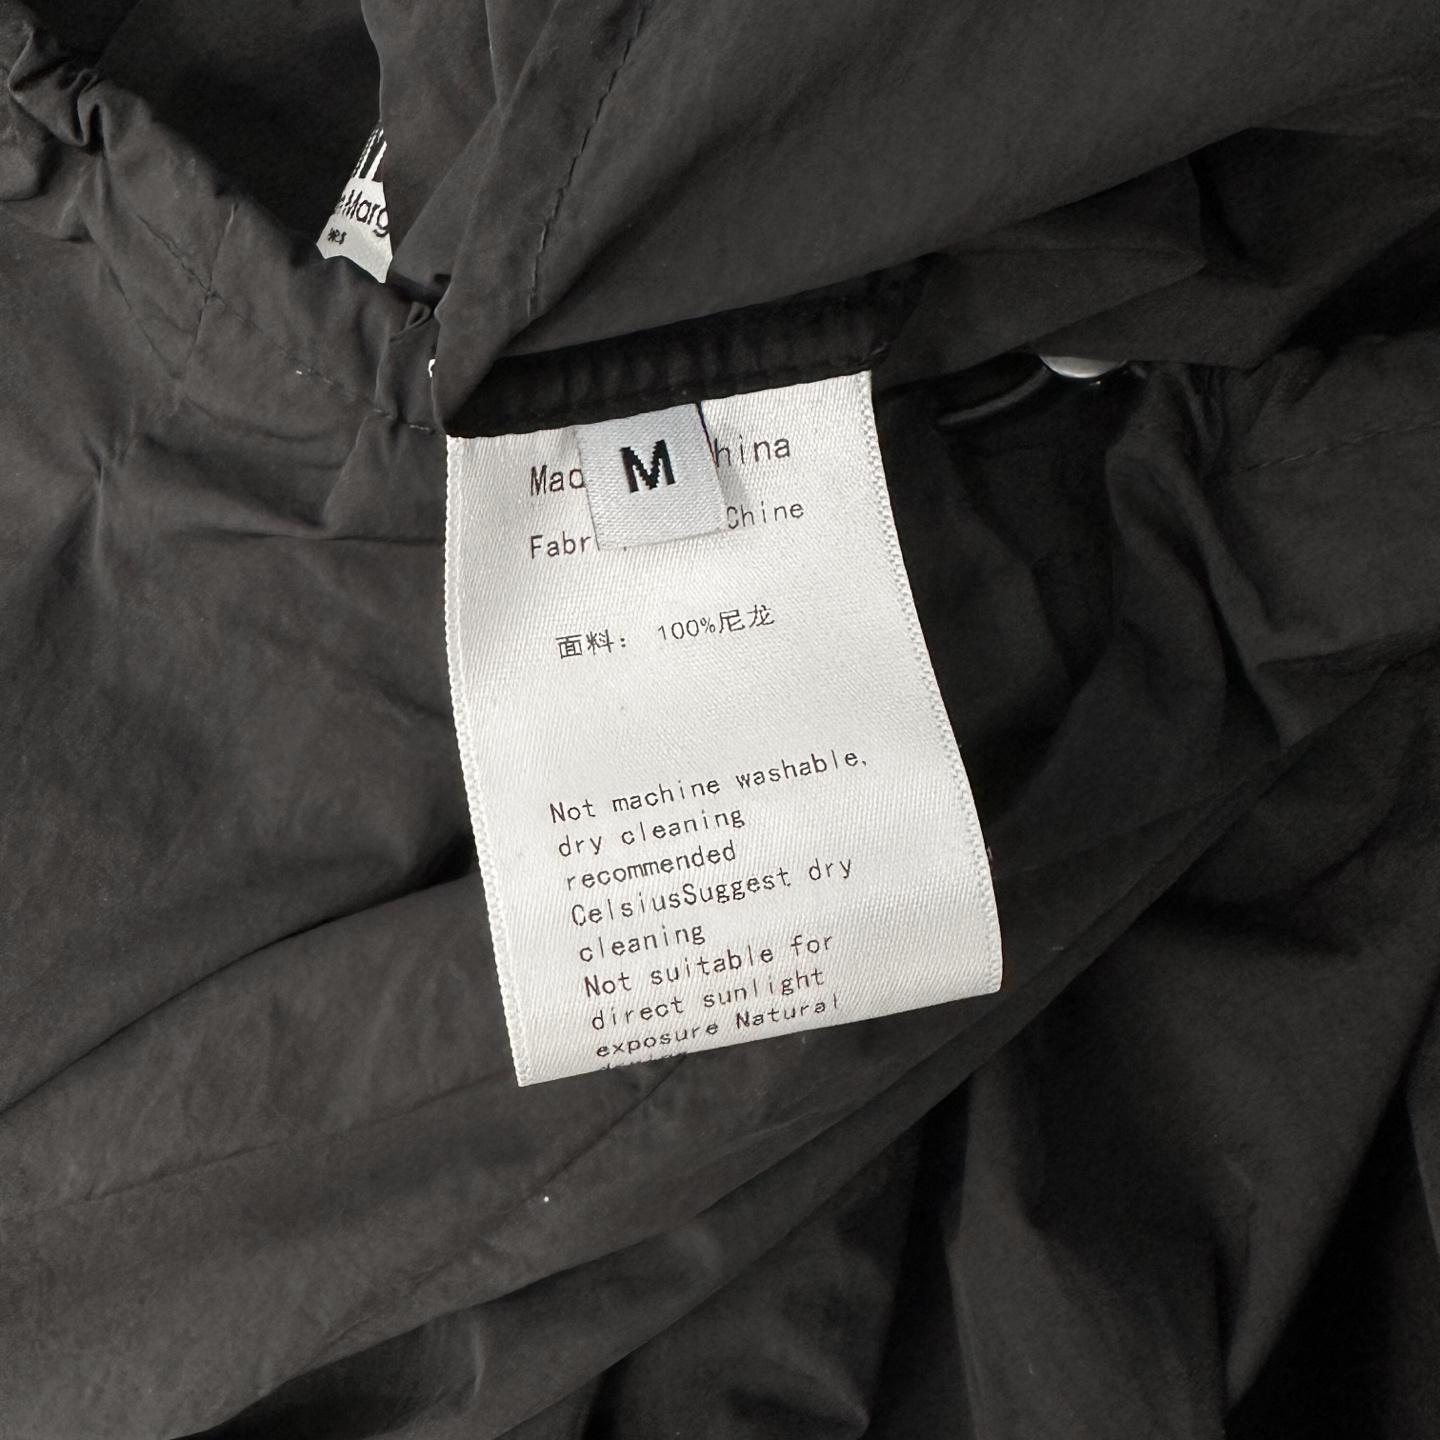 Marg
M
hina
Fabr Chine
面料： 100%尼龙
Not machine washable,
dry cleaning
recommended
CelsiusSuggest dry
cleaning
Not suitable for
direct sunlight
exposure Natural